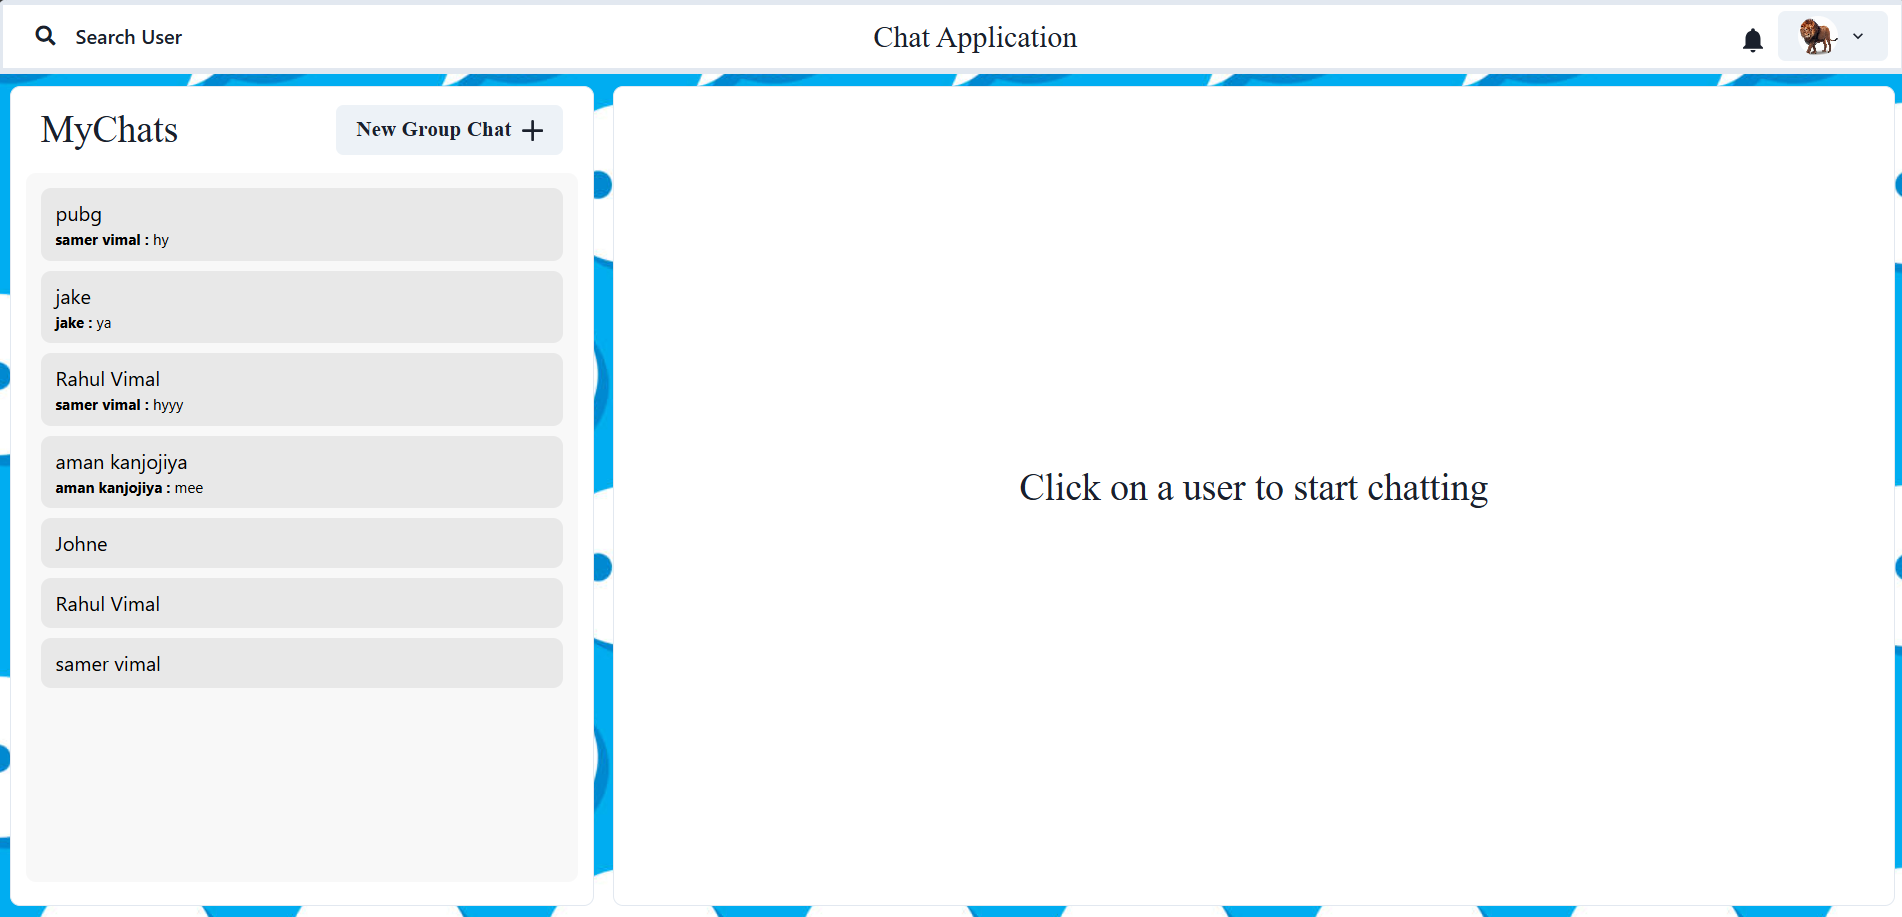 Search User
Chat Application
MyChats
New Group Chat
pubg
samer vimal : hy
jake
jake : ya
Rahul Vimal
samer vimal : hyyy
aman kanjojiya
aman kanjojiya : mee
Johne
Rahul Vimal
samer vimal
Click on a user to start chatting